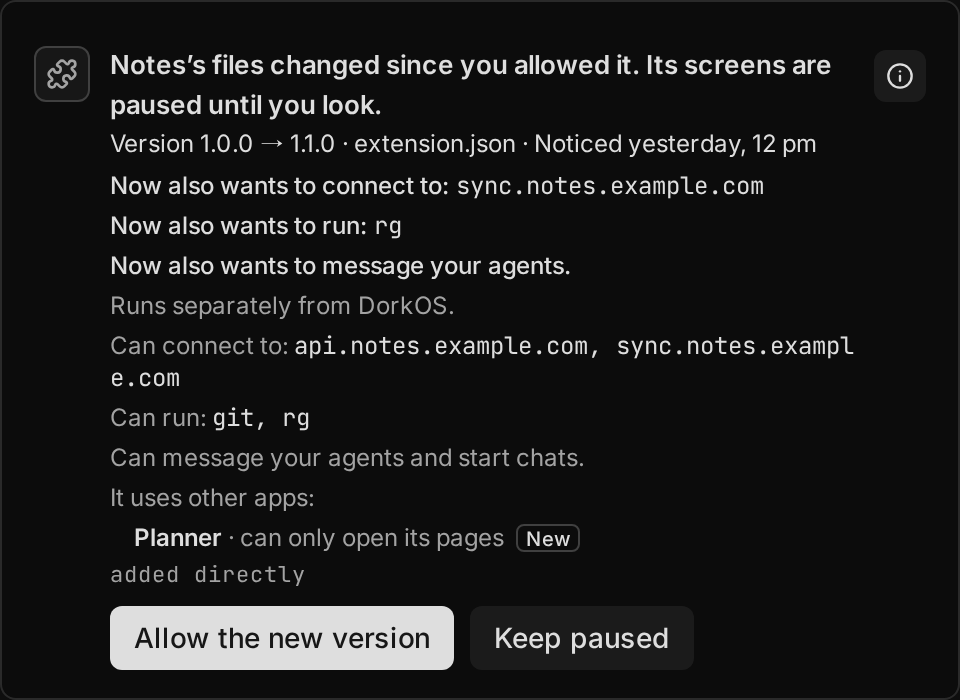 Notes’s files changed since you allowed it. Its screens are
paused until you look.
Version 1.0.0 → 1.1.0 · extension.json · Noticed yesterday, 12 pm
Now also wants to connect to: sync.notes.example.com
Now also wants to run: rg
Now also wants to message your agents.
Runs separately from DorkOS.
Can connect to: api.notes.example.com, sync.notes.exampl
e.com
Can run: git, rg
Can message your agents and start chats.
It uses other apps:
Planner · can only open its pages New
added directly
Allow the new version Keep paused